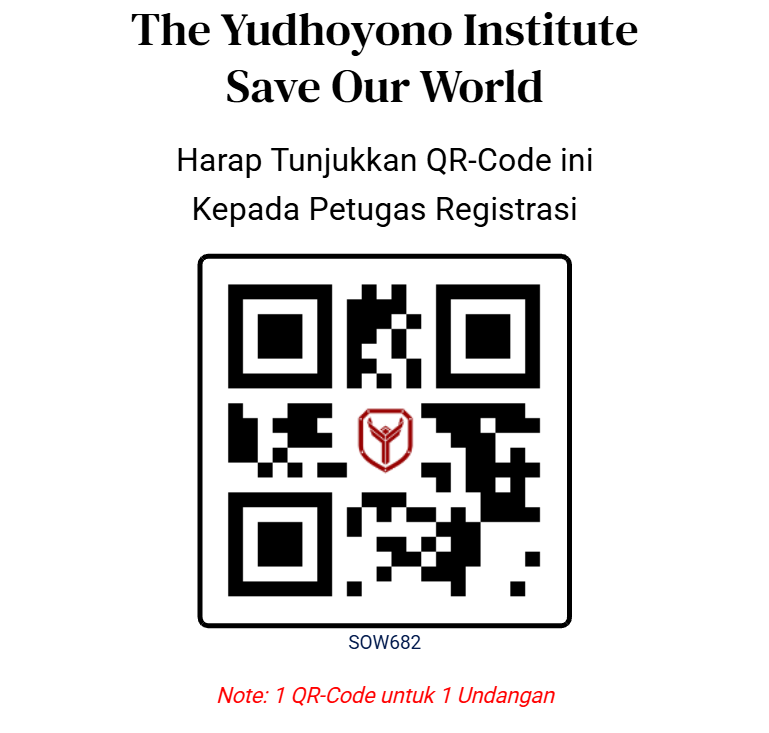 The Yudhoyono Institute
Save Our World
Harap Tunjukkan QR-Code ini
Kepada Petugas Registrasi
SOW682
Note: 1 QR-Code untuk 1 Undangan